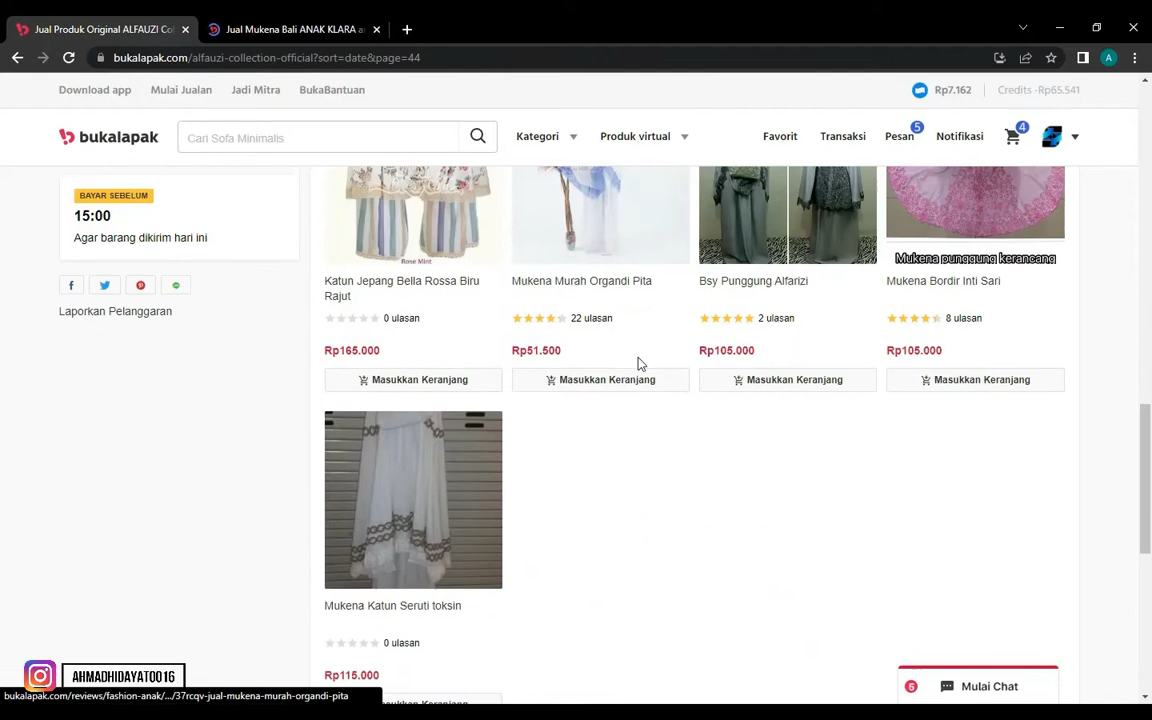 Jual Produk Original ALFAUZI Col
Jual Mukena Bali ANAK KLARA a
bukalapak.com/alfauzi-collection-official?sort=date&page=44
A
Download app
Mulai Jualan
Jadi Mitra
BukaBantuan
Rp7.162
Credits -Rp65.541
bukalapak
Cari Sofa Minimalis
Kategori
Produk virtual
Favorit
Transaksi
Pesan
5
Notifikasi
4
BAYAR SEBELUM
15:00
Agar barang dikirim hari ini
Laporkan Pelanggaran
Rose Mint
Mukena punggung kerancang
Katun Jepang Bella Rossa Biru
Rajut
Mukena Murah Organdi Pita
Bsy Punggung Alfarizi
Mukena Bordir Inti Sari
0 ulasan
22 ulasan
2 ulasan
8 ulasan
Rp165.000
Rp51.500
Rp105.000
Rp105.000
Masukkan Keranjang
Masukkan Keranjang
Masukkan Keranjang
Masukkan Keranjang
Mukena Katun Seruti toksin
0 ulasan
Rp115.000
5
Mulai Chat
AHMADHIDAYAT0016
bukalapak.com/reviews/fashion-anak/.../37rcqv-jual-mukena-murah-organdi-pita